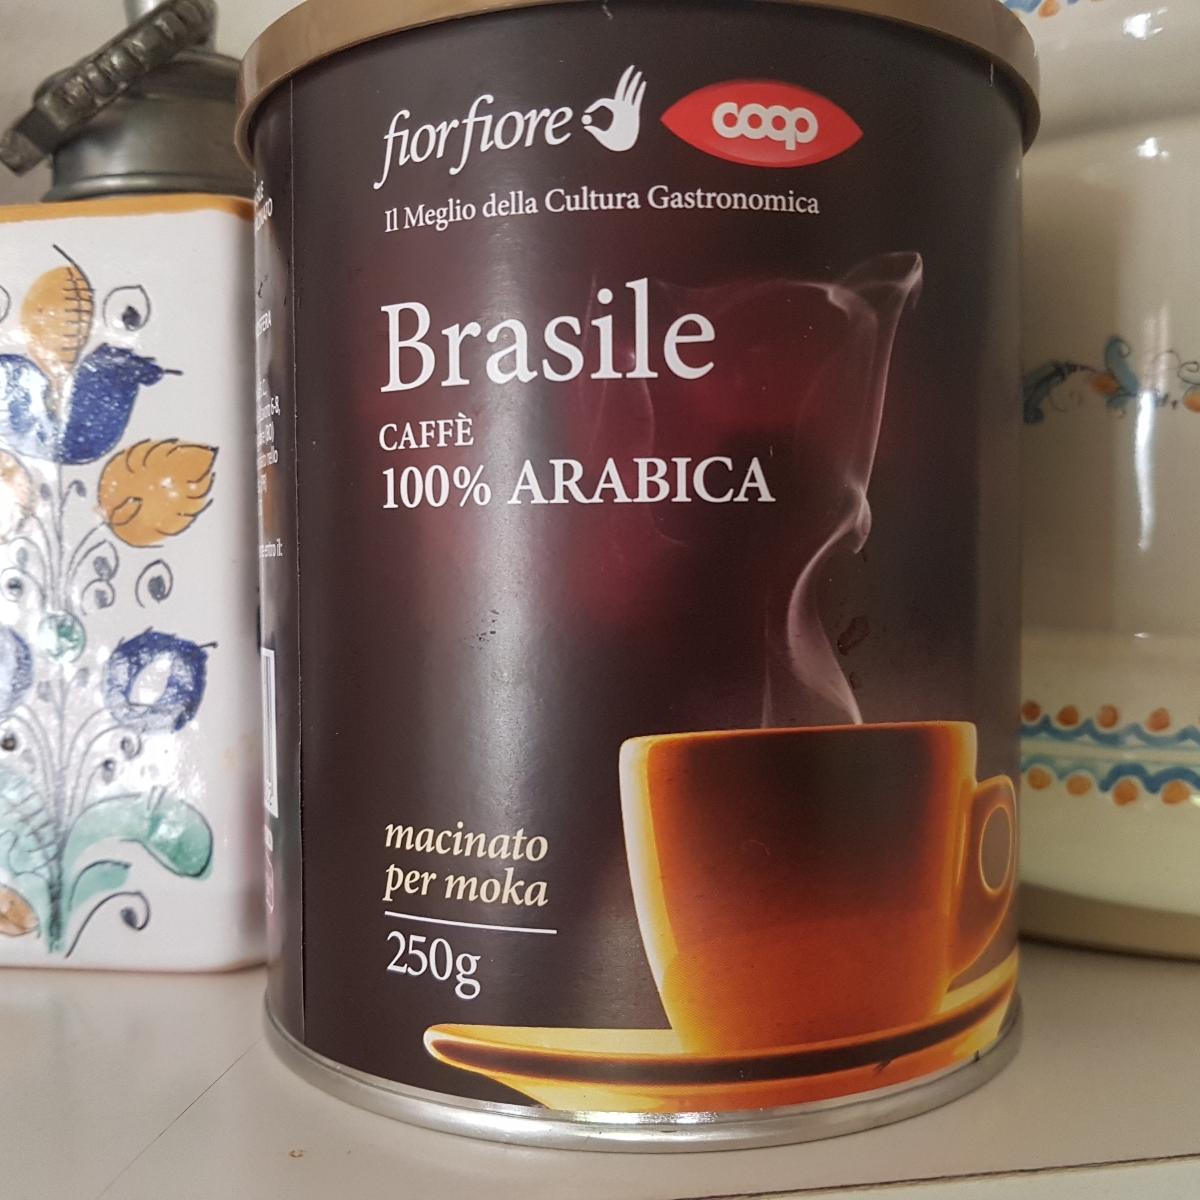 fiorfiore
coop
Il Meglio della Cultura Gastronomica
Brasile
CAFFÈ
100% ARABICA
macinato
per moka
250g